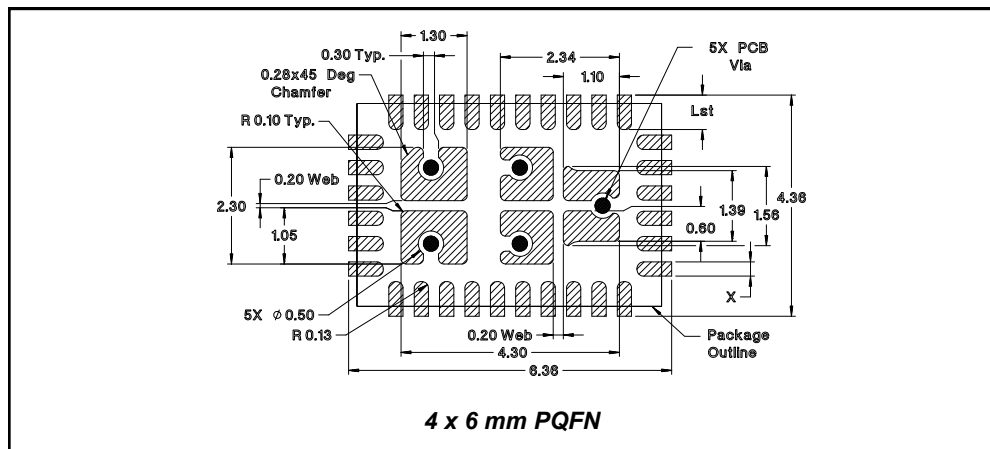 1.30
0.30 Typ.
5X PCB
Via
2.34
0.28x45 Deg
Chamfer
1.10
Lst
R 0.10 Typ.
0.20 Web
2.30
1.05
4.36
1.39
1.56
0.60
X
5X ⌀ 0.50
R 0.13
0.20 Web
Package
Outline
4.30
6.36
4 x 6 mm PQFN